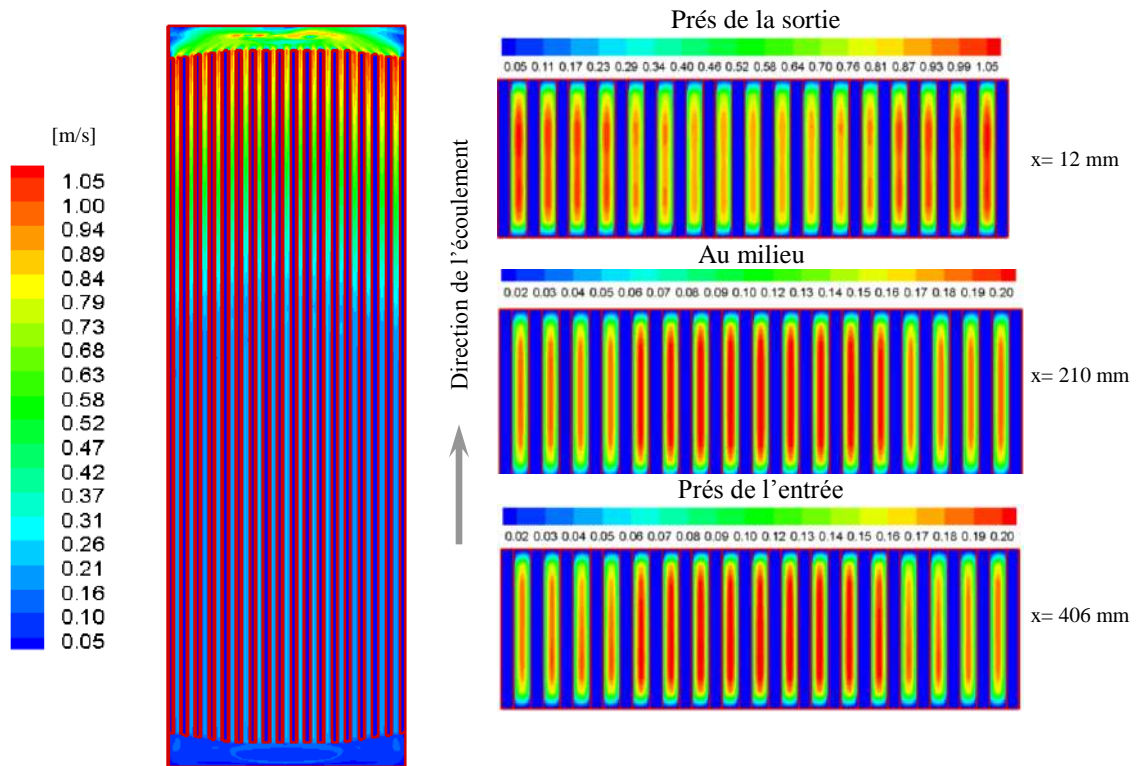 [m/s]
1.05
1.00
0.94
0.89
0.84
0.79
0.73
0.68
0.63
0.58
0.52
0.47
0.42
0.37
0.31
0.26
0.21
0.16
0.10
0.05
Direction de l'écoulement
Prés de la sortie
0.05 0.11 0.17 0.23 0.29 0.34 0.40 0.46 0.52 0.58 0.64 0.70 0.76 0.81 0.87 0.93 0.99 1.05
x= 12 mm
Au milieu
0.02 0.03 0.04 0.05 0.06 0.07 0.08 0.09 0.10 0.12 0.13 0.14 0.15 0.16 0.17 0.18 0.19 0.20
x= 210 mm
Prés de l'entrée
0.02 0.03 0.04 0.05 0.06 0.07 0.08 0.09 0.10 0.12 0.13 0.14 0.15 0.16 0.17 0.18 0.19 0.20
x= 406 mm